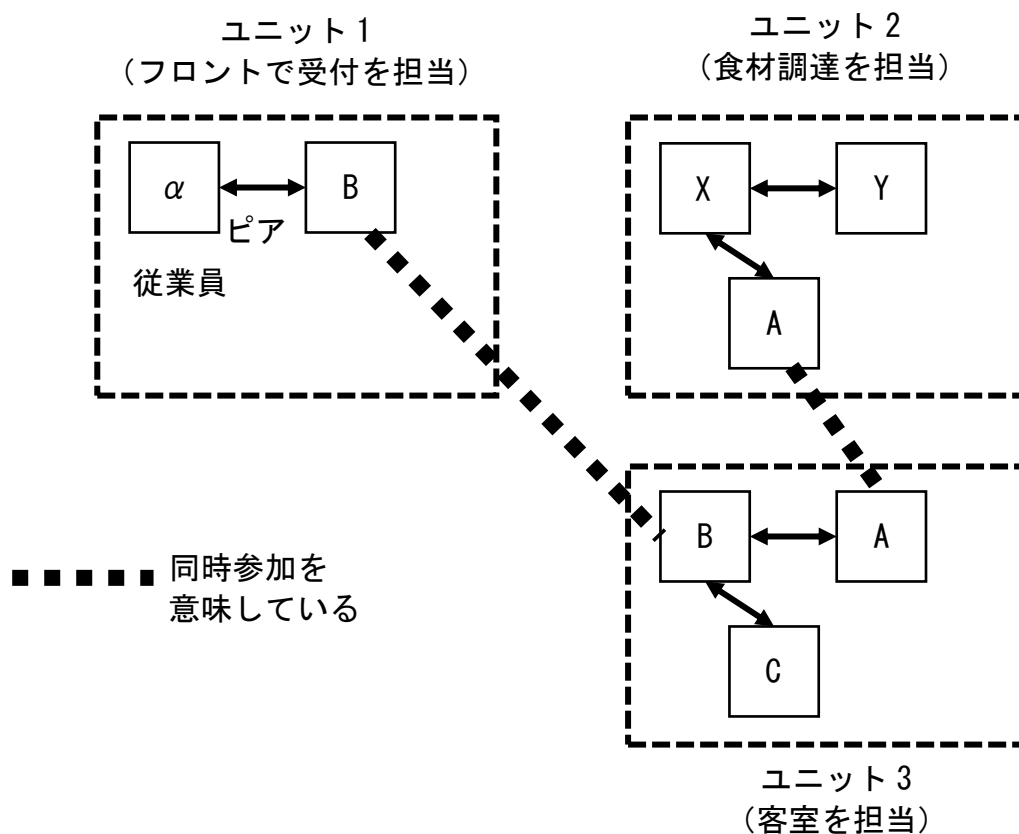 ユニット1
(フロントで受付を担当)
α
B
ピア
従業員
ユニット2
(食材調達を担当)
X
Y
A
同時参加を
意味している
B
A
C
ユニット3
(客室を担当)